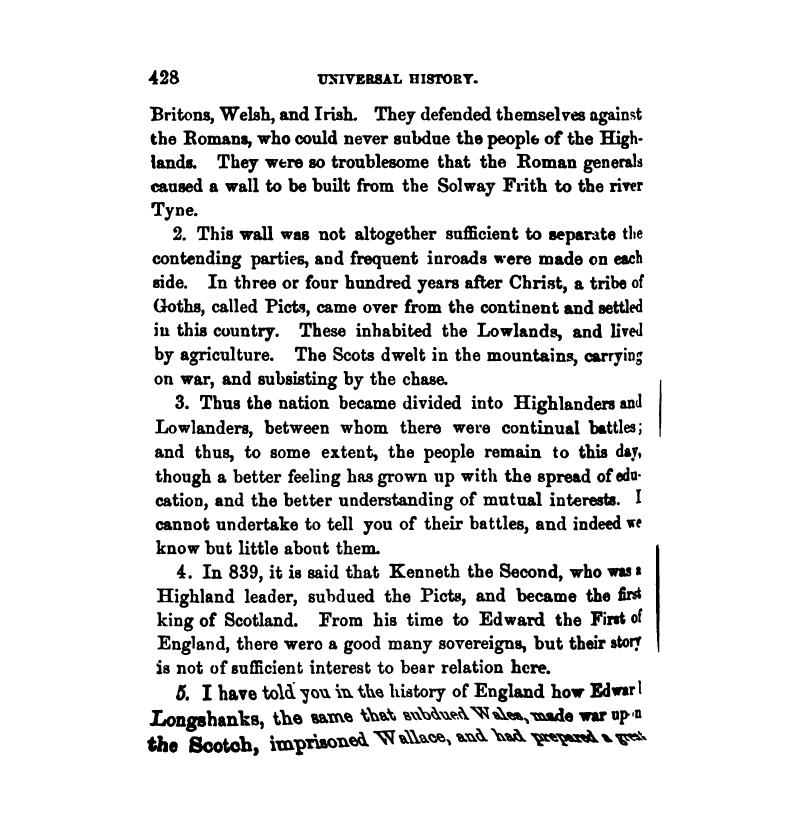 428
UNIVERSAL HISTORY.
Britons, Welsh, and Irish. They defended themselves against
the Romans, who could never subdue the people of the High-
lands. They were so troublesome that the Roman generals
caused a wall to be built from the Solway Frith to the river
Tyne.
2. This wall was not altogether sufficient to separate the
contending parties, and frequent inroads were made on each
side. In three or four hundred years after Christ, a tribe of
Goths, called Picts, came over from the continent and settled
in this country. These inhabited the Lowlands, and lived
by agriculture. The Scots dwelt in the mountains, carrying
on war, and subsisting by the chase.
3. Thus the nation became divided into Highlanders and
Lowlanders, between whom there were continual battles;
and thus, to some extent, the people remain to this day,
though a better feeling has grown up with the spread of edu-
cation, and the better understanding of mutual interests. I
cannot undertake to tell you of their battles, and indeed we
know but little about them.
4. In 839, it is said that Kenneth the Second, who was a
Highland leader, subdued the Picts, and became the first
king of Scotland. From his time to Edward the First of
England, there were a good many sovereigns, but their story
is not of sufficient interest to bear relation here.
5. I have told you in the history of England how Edward
Longshanks, the same that subdued Wales, made war upon
the Scotch, imprisoned Wallace, and had prepared a great